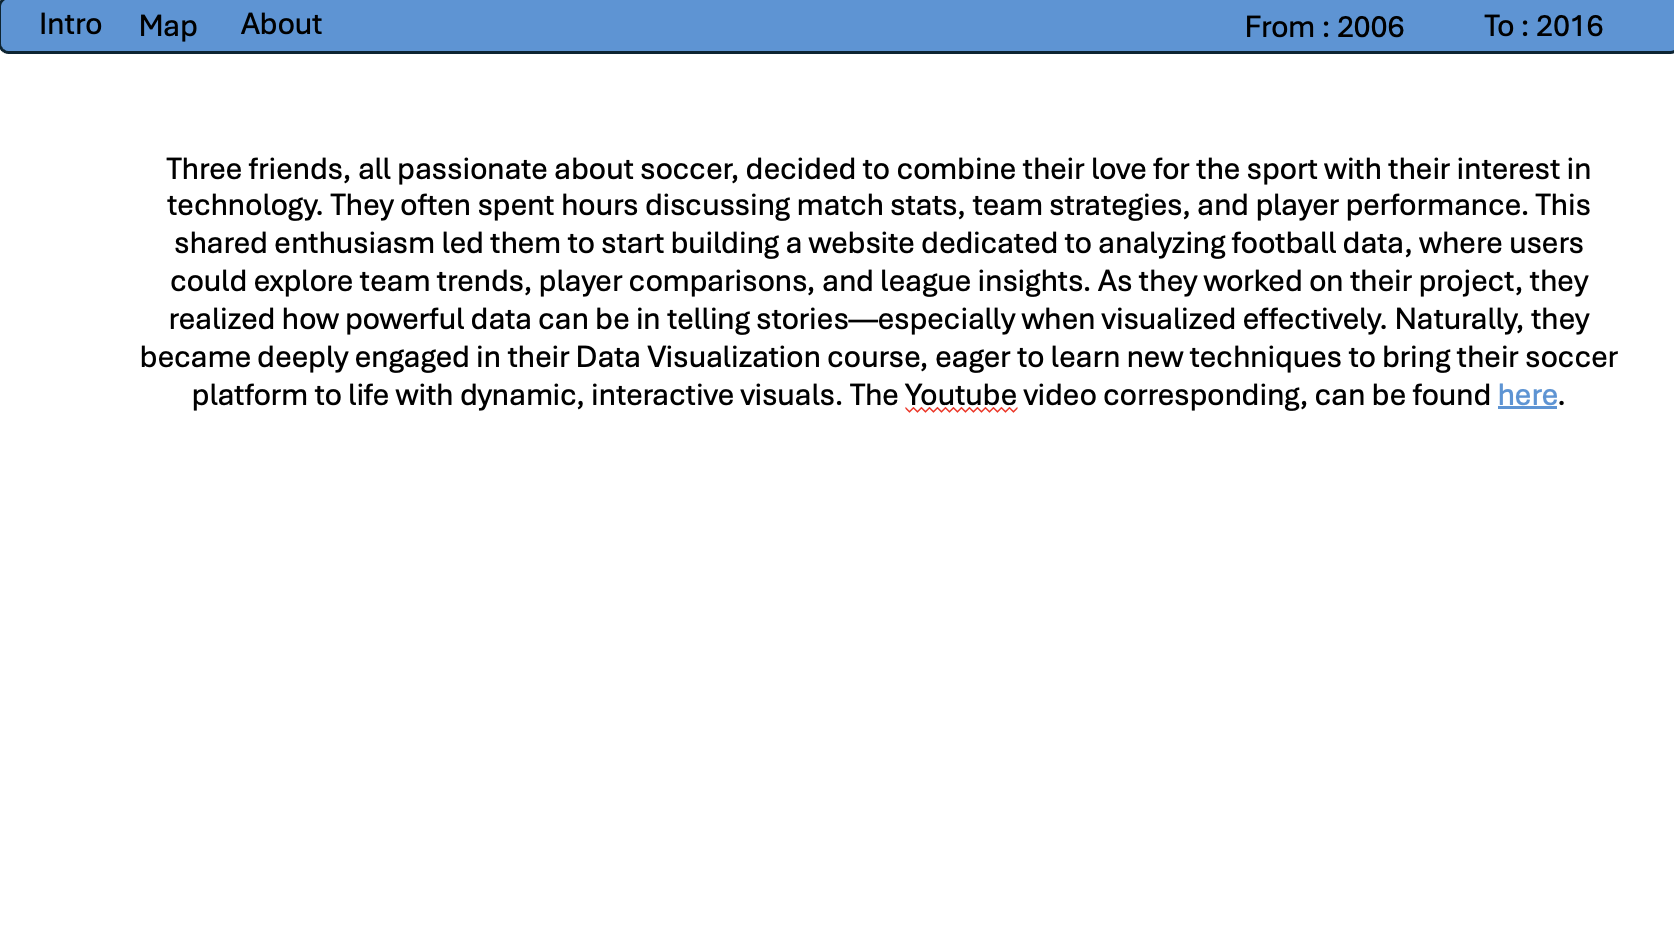 Intro Map About From : 2006 To : 2016
Three friends, all passionate about soccer, decided to combine their love for the sport with their interest in
technology. They often spent hours discussing match stats, team strategies, and player performance. This
shared enthusiasm led them to start building a website dedicated to analyzing football data, where users
could explore team trends, player comparisons, and league insights. As they worked on their project, they
realized how powerful data can be in telling stories—especially when visualized effectively. Naturally, they
became deeply engaged in their Data Visualization course, eager to learn new techniques to bring their soccer
platform to life with dynamic, interactive visuals. The Youtube video corresponding, can be found here.